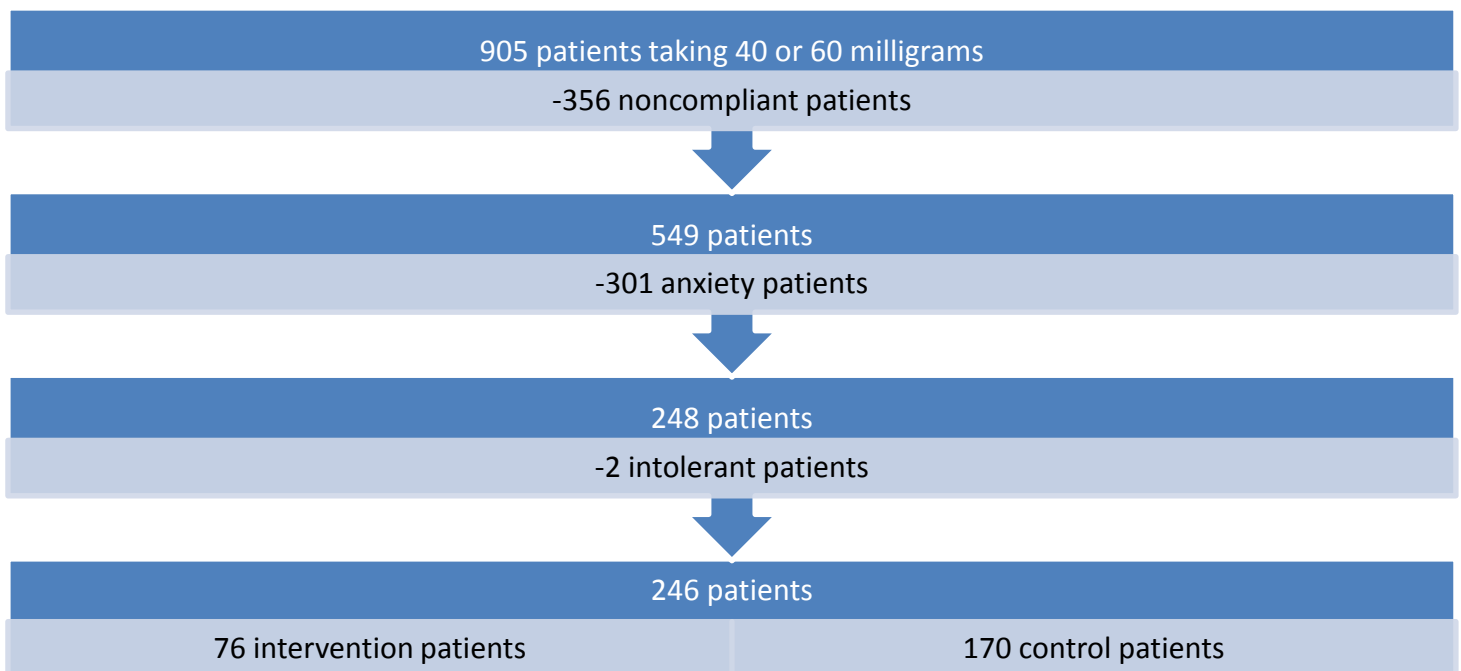 905 patients taking 40 or 60 milligrams
-356 noncompliant patients
549 patients
-301 anxiety patients
248 patients
-2 intolerant patients
246 patients
76 intervention patients
170 control patients